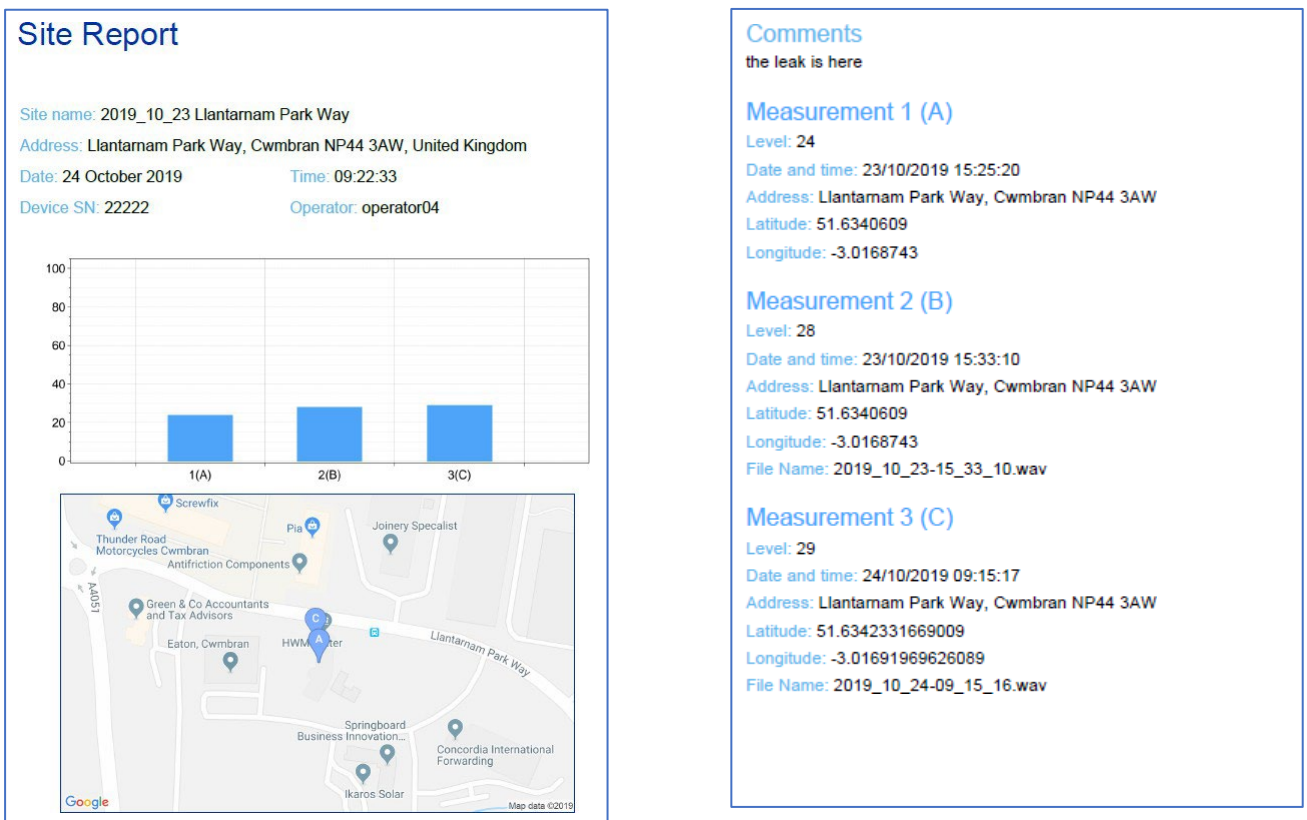 Site Report
Site name: 2019_10_23 Llantarnam Park Way
Address: Llantarnam Park Way, Cwmbran NP44 3AW, United Kingdom
Date: 24 October 2019 Time: 09:22:33
Device SN: 22222 Operator: operator04
100
80
60
40
20
0
1(A) 2(B) 3(C)
Screwfix
Thunder Road
Motorcycles Cwmbran
Pia
Joinery Specalist
Antifriction Components
A4051
Green & Co Accountants
and Tax Advisors
C
Eaton, Cwmbran
HWM
ter
A
Llantarnam Park Way
Springboard
Business Innovation...
Concordia International
Forwarding
Ikaros Solar
Google
Map data ©2019
Comments
the leak is here
Measurement 1 (A)
Level: 24
Date and time: 23/10/2019 15:25:20
Address: Llantarnam Park Way, Cwmbran NP44 3AW
Latitude: 51.6340609
Longitude: -3.0168743
Measurement 2 (B)
Level: 28
Date and time: 23/10/2019 15:33:10
Address: Llantarnam Park Way, Cwmbran NP44 3AW
Latitude: 51.6340609
Longitude: -3.0168743
File Name: 2019_10_23-15_33_10.wav
Measurement 3 (C)
Level: 29
Date and time: 24/10/2019 09:15:17
Address: Llantarnam Park Way, Cwmbran NP44 3AW
Latitude: 51.6342331669009
Longitude: -3.01691969626089
File Name: 2019_10_24-09_15_16.wav